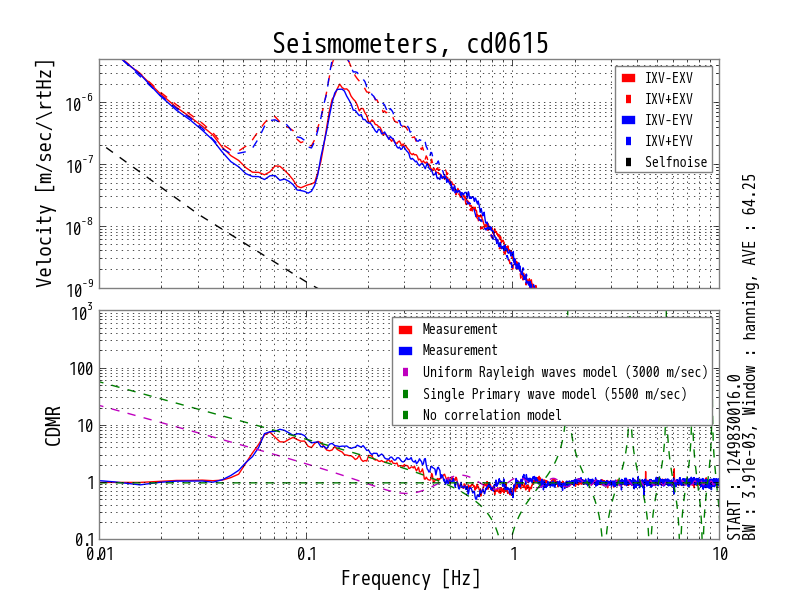 Seismometers, cd0615
Velocity [m/sec/\rtHz]
10^-6
10^-7
10^-8
10^-9
IXV-EXV
IXV+EXV
IXV-EYV
IXV+EYV
Selfnoise
CDMR
10^3
100
10
1
0.1
Measurement
Measurement
Uniform Rayleigh waves model (3000 m/sec)
Single Primary wave model (5500 m/sec)
No correlation model
0.01
0.1
1
10
Frequency [Hz]
START : 1249830016.0
BW : 3.91e-03, Window : hanning, AVE : 64.25